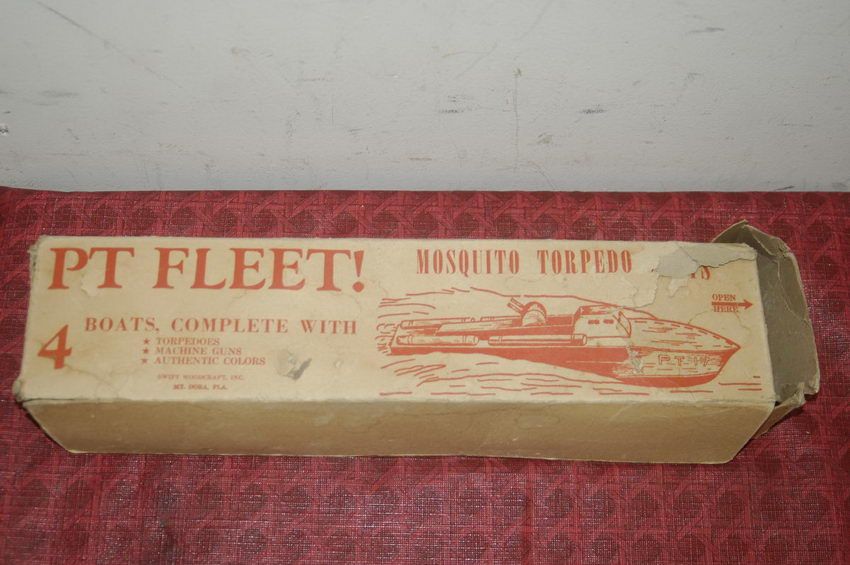 PT FLEET!
4 BOATS, COMPLETE WITH
★ TORPEDOES
★ MACHINE GUNS
★ AUTHENTIC COLORS
SWIFT WOODCRAFT, INC.
MT. DORA, FLA.
MOSQUITO TORPEDO
OPEN
HERE